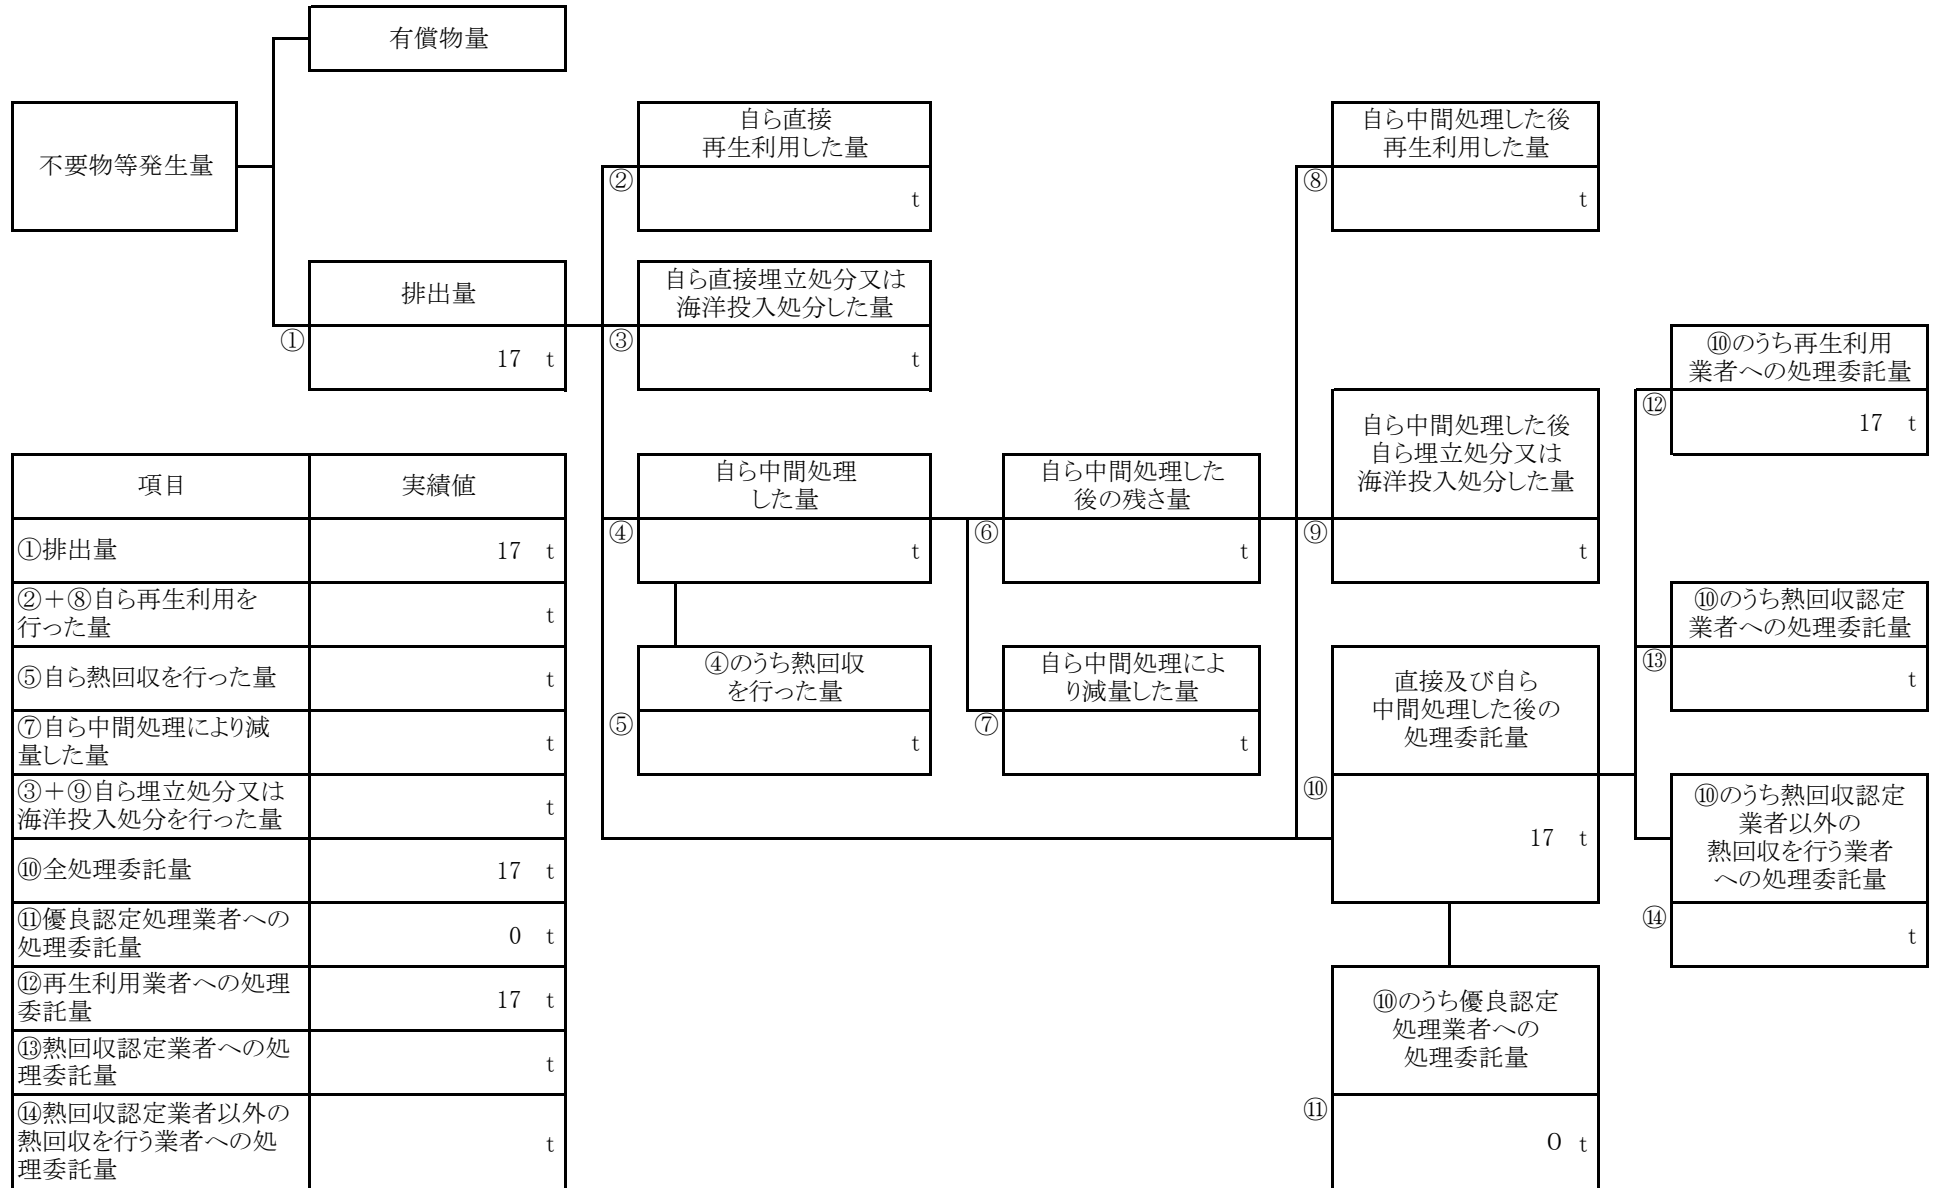 有償物量
不要物等発生量
自ら直接
再生利用した量
②
t
自ら中間処理した後
再生利用した量
⑧
t
排出量
①
17 t
自ら直接埋立処分又は
海洋投入処分した量
③
t
⑩のうち再生利用
業者への処理委託量
⑫
17 t
自ら中間処理した後
自ら埋立処分又は
海洋投入処分した量
⑨
t
自ら中間処理
した量
④
t
自ら中間処理した
後の残さ量
⑥
t
⑩のうち熱回収認定
業者への処理委託量
⑬
t
④のうち熱回収
を行った量
⑤
t
自ら中間処理によ
り減量した量
⑦
t
直接及び自ら
中間処理した後の
処理委託量
⑩
17 t
⑩のうち熱回収認定
業者以外の
熱回収を行う業者
への処理委託量
⑭
t
⑩のうち優良認定
処理業者への
処理委託量
⑪
0 t
項目 実績値
①排出量 17 t
②+⑧自ら再生利用を
行った量 t
⑤自ら熱回収を行った量 t
⑦自ら中間処理により減
量した量 t
③+⑨自ら埋立処分又は
海洋投入処分を行った量 t
⑩全処理委託量 17 t
⑪優良認定処理業者への
処理委託量 0 t
⑫再生利用業者への処理
委託量 17 t
⑬熱回収認定業者への処
理委託量 t
⑭熱回収認定業者以外の
熱回収を行う業者への処
理委託量 t